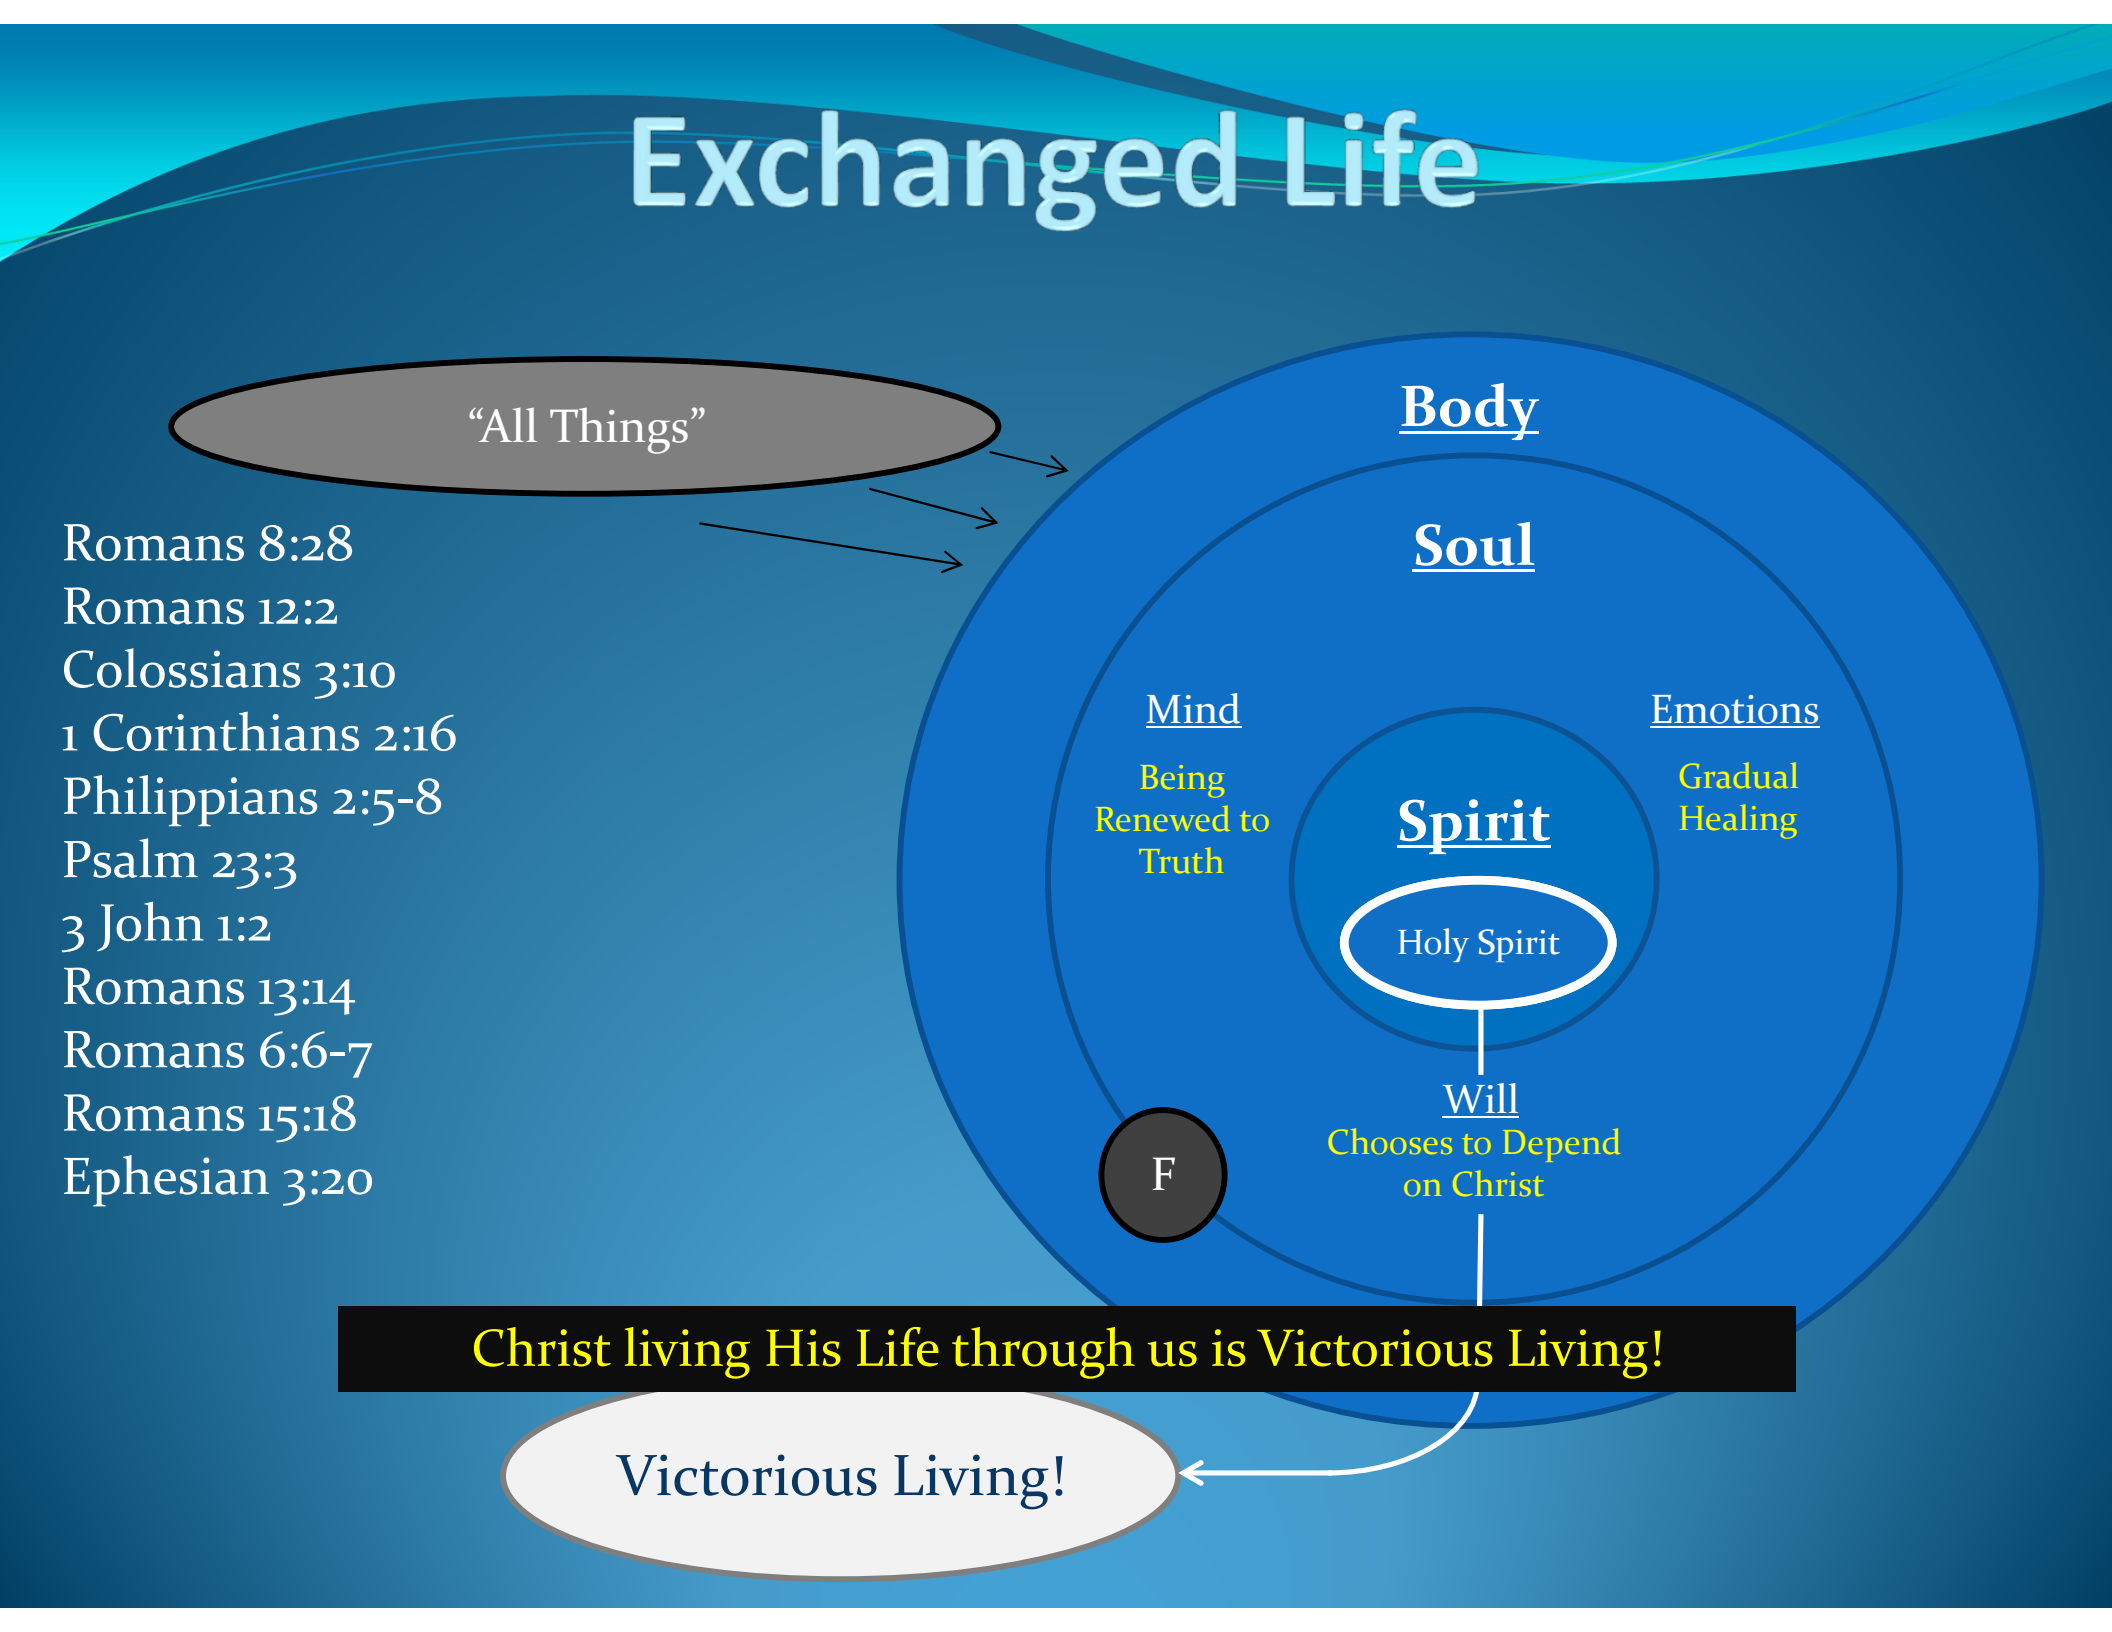 Exchanged Life
“All Things”
Romans 8:28
Romans 12:2
Colossians 3:10
1 Corinthians 2:16
Philippians 2:5-8
Psalm 23:3
3 John 1:2
Romans 13:14
Romans 6:6-7
Romans 15:18
Ephesian 3:20
Body
Soul
Mind
Being
Renewed to
Truth
Spirit
Holy Spirit
Emotions
Gradual
Healing
Will
Chooses to Depend
on Christ
F
Christ living His Life through us is Victorious Living!
Victorious Living!